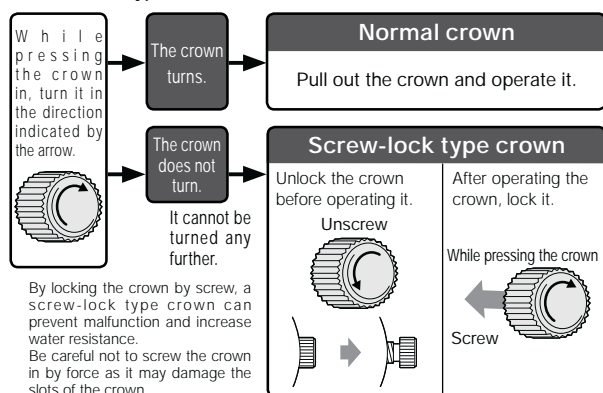 While
pressing
the crown
in, turn it in
the direction
indicated by
the arrow.
The crown
turns.
Normal crown
Pull out the crown and operate it.
The crown
does not
turn.
It cannot be
turned any
further.
Screw-lock type crown
Unlock the crown
before operating it.
Unscrew
After operating the
crown, lock it.
While pressing the crown
Screw
By locking the crown by screw, a
screw-lock type crown can
prevent malfunction and increase
water resistance.
Be careful not to screw the crown
in by force as it may damage the
slots of the crown.